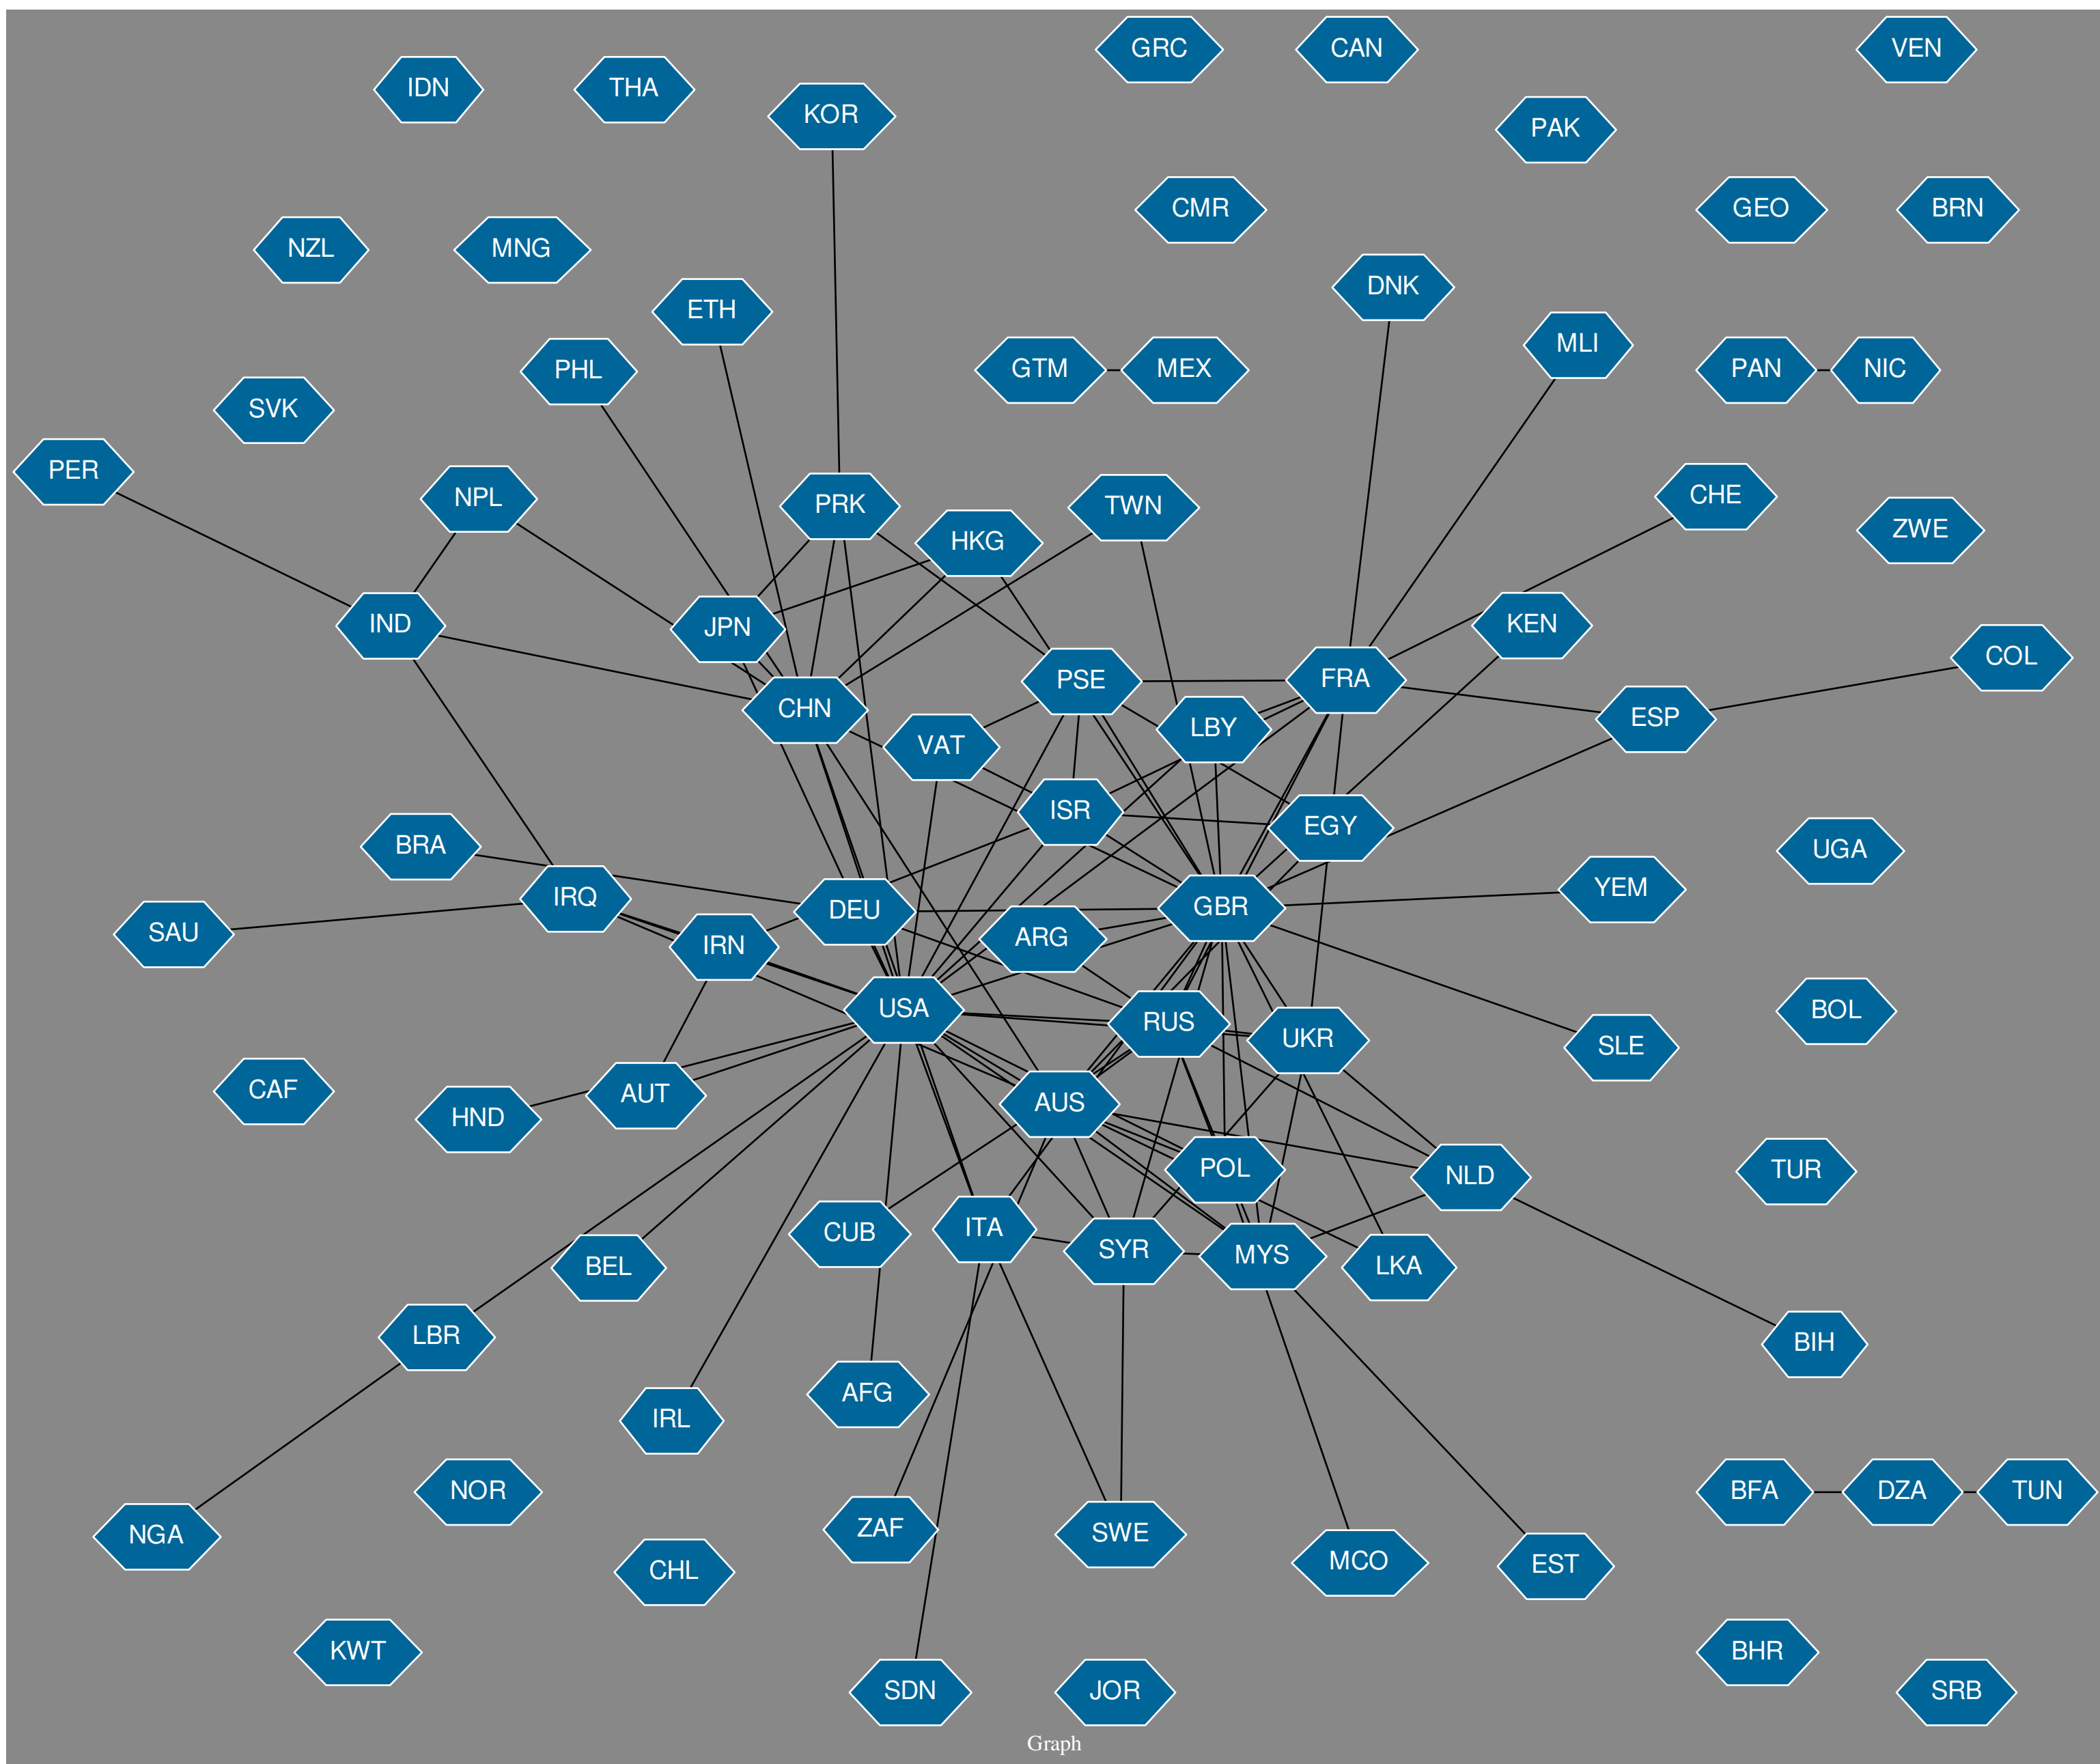 GRC
CAN
VEN
IDN
THA
KOR
PAK
CMR
GEO
BRN
NZL
MNG
DNK
ETH
MLI
PHL
GTM
MEX
PAN
NIC
SVK
PER
NPL
PRK
TWN
CHE
HKG
ZWE
IND
JPN
KEN
COL
PSE
FRA
CHN
LBY
ESP
VAT
ISR
EGY
BRA
UGA
IRQ
YEM
DEU
GBR
SAU
IRN
ARG
USA
RUS
BOL
UKR
SLE
CAF
AUT
AUS
HND
POL
NLD
TUR
CUB
ITA
SYR
MYS
BEL
LKA
LBR
BIH
AFG
IRL
NOR
BFA
DZA
TUN
NGA
ZAF
SWE
MCO
EST
CHL
KWT
BHR
SDN
JOR
SRB
Graph